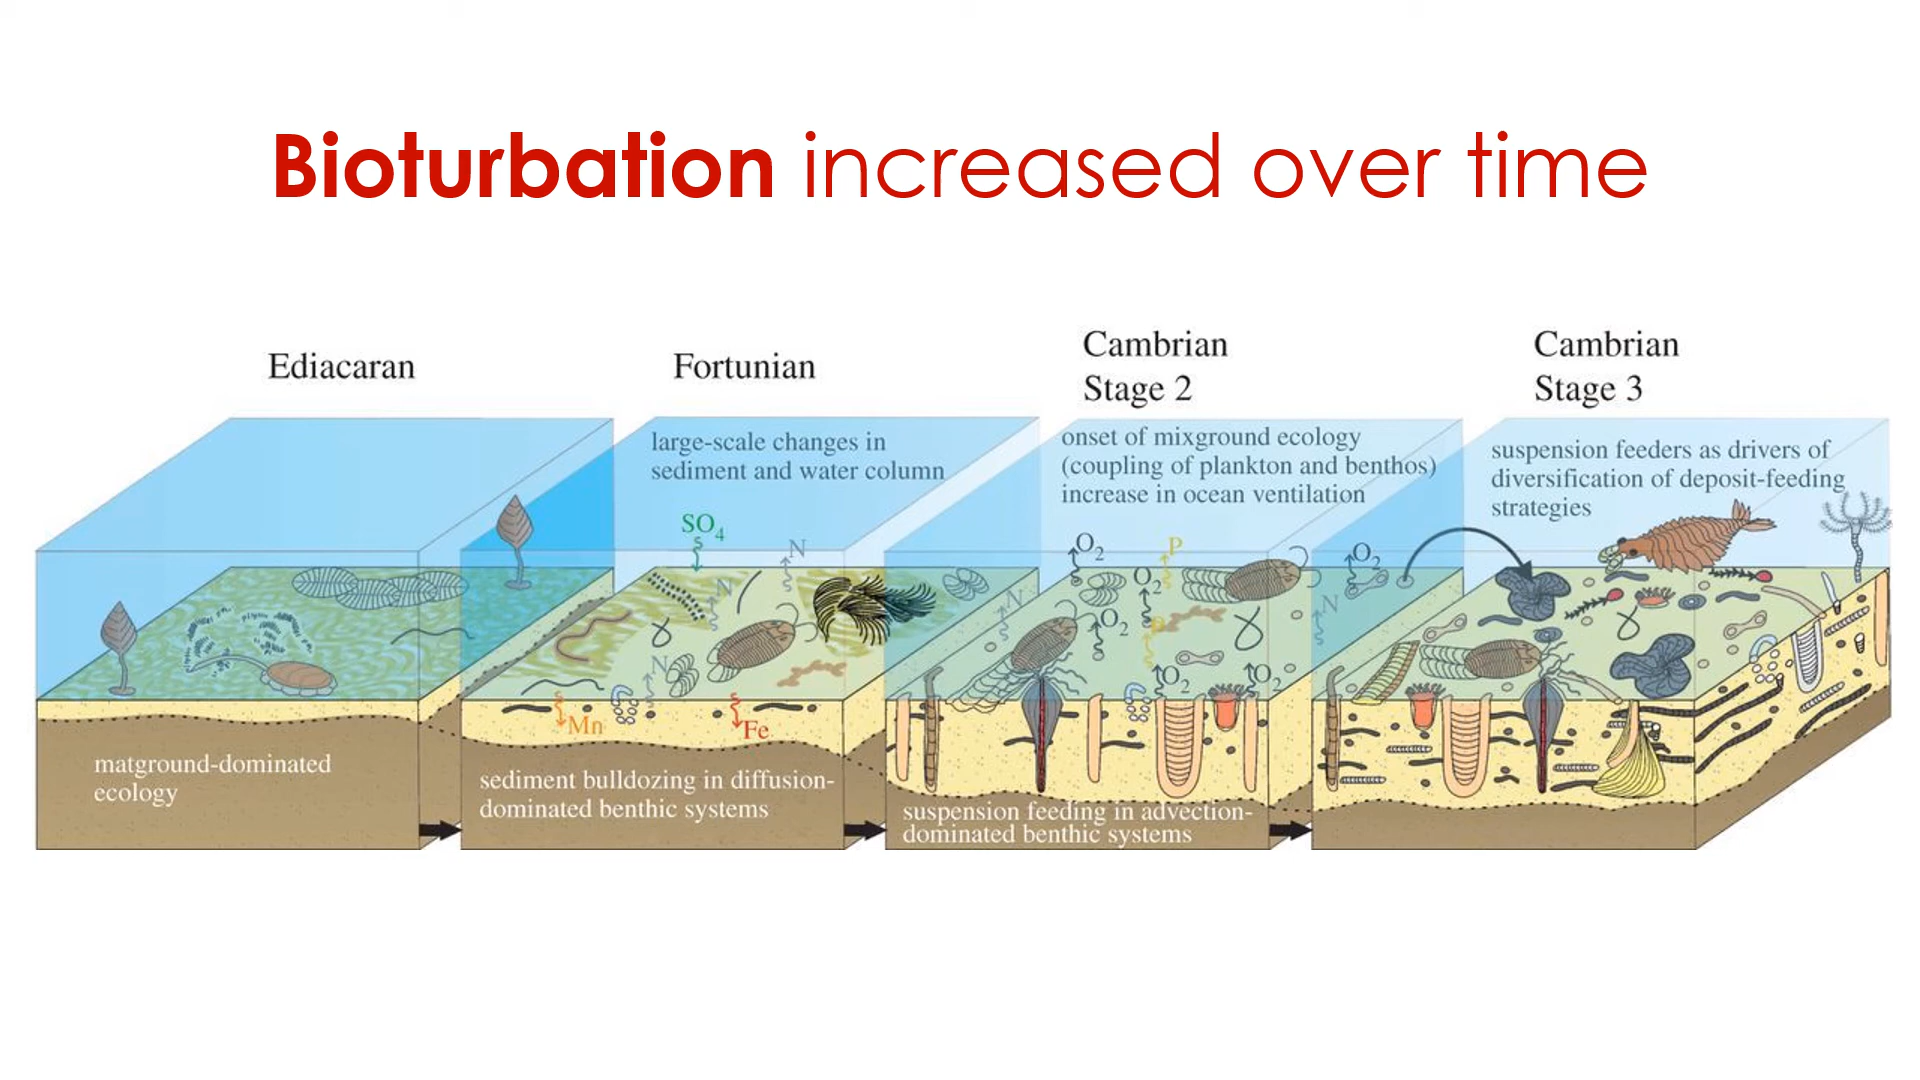 Bioturbation increased over time
Ediacaran
Fortunian
Cambrian
Stage 2
Cambrian
Stage 3
large-scale changes in
sediment and water column
onset of mixground ecology
(coupling of plankton and benthos)
increase in ocean ventilation
suspension feeders as drivers of
diversification of deposit-feeding
strategies
SO4
N
N
N
Mn
Fe
O2
P
O2
N
O2
P
O2
O2
O2
N
matground-dominated
ecology
sediment bulldozing in diffusion-
dominated benthic systems
suspension feeding in advection-
dominated benthic systems